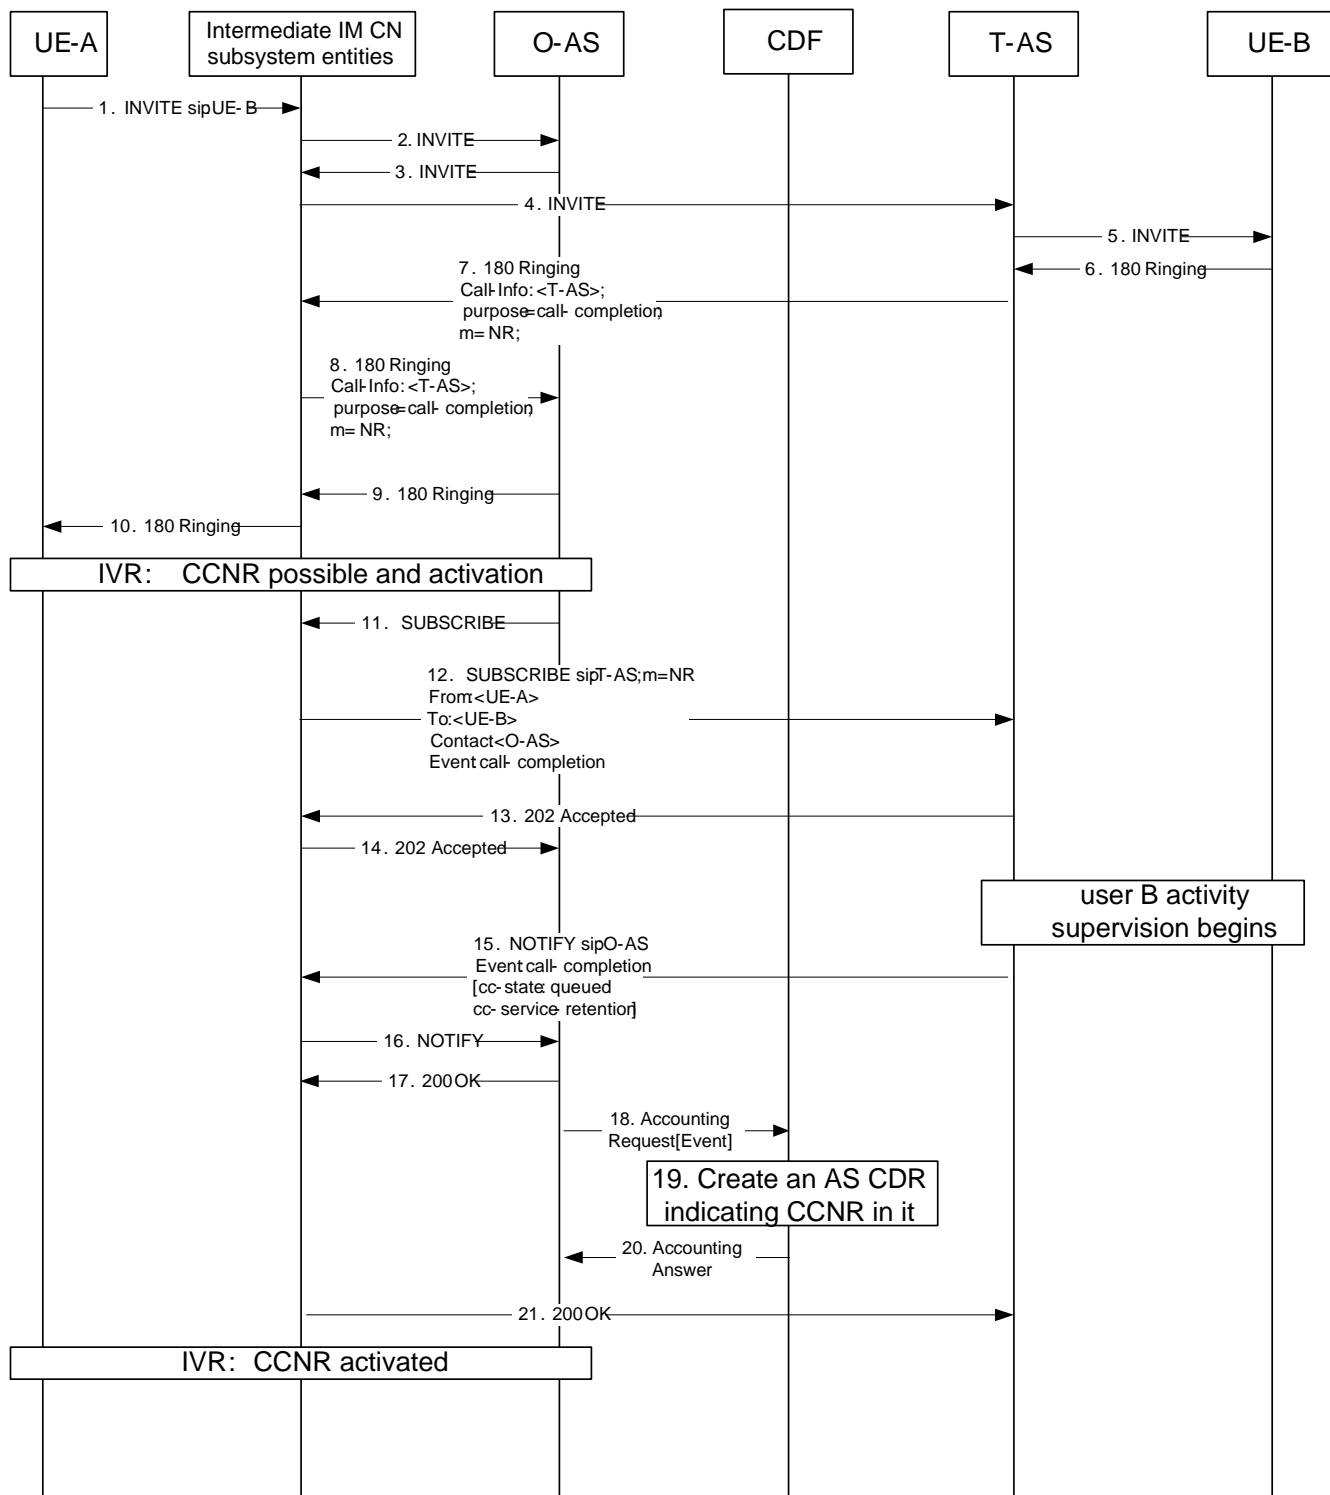 UE-A
Intermediate IM CN
subsystem entities
O-AS
CDF
T-AS
UE-B
1. INVITE sipUE-B
2. INVITE
3. INVITE
4. INVITE
5. INVITE
6. 180 Ringing
7. 180 Ringing
Call-Info: <T-AS>;
purpose=call-completion;
m=NR;
8. 180 Ringing
Call-Info: <T-AS>;
purpose=call-completion;
m=NR;
9. 180 Ringing
10. 180 Ringing
IVR: CCNR possible and activation
11. SUBSCRIBE
12. SUBSCRIBE sipT-AS;m=NR
From:<UE-A>
To:<UE-B>
Contact<O-AS>
Event:call-completion
13. 202 Accepted
14. 202 Accepted
user B activity
supervision begins
15. NOTIFY sipO-AS
Event:call-completion
[cc-state: queued
cc-service-retention]
16. NOTIFY
17. 200 OK
18. Accounting
Request[Event]
19. Create an AS CDR
indicating CCNR in it
20. Accounting
Answer
21. 200 OK
IVR: CCNR activated